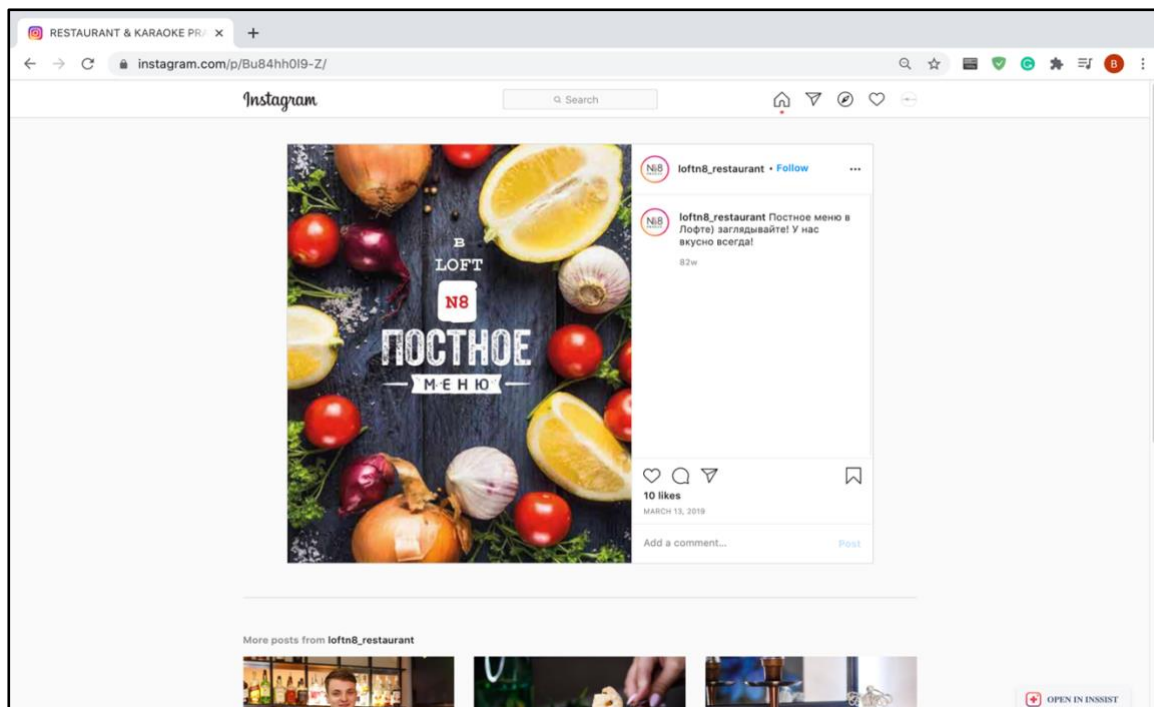 RESTAURANT & KARAOKE PR
instagram.com/p/Bu84hh0I9-Z/
B
Instagram
Search
В
LOFT
N8
ПОСТНОЕ
МЕНЮ
N8
loftn8_restaurant • Follow
N8
loftn8_restaurant Постное меню в
Лофте) заглядывайте! У нас
вкусно всегда!
82w
10 likes
MARCH 13, 2019
Add a comment...
Post
More posts from loftn8_restaurant
OPEN IN INSSIST